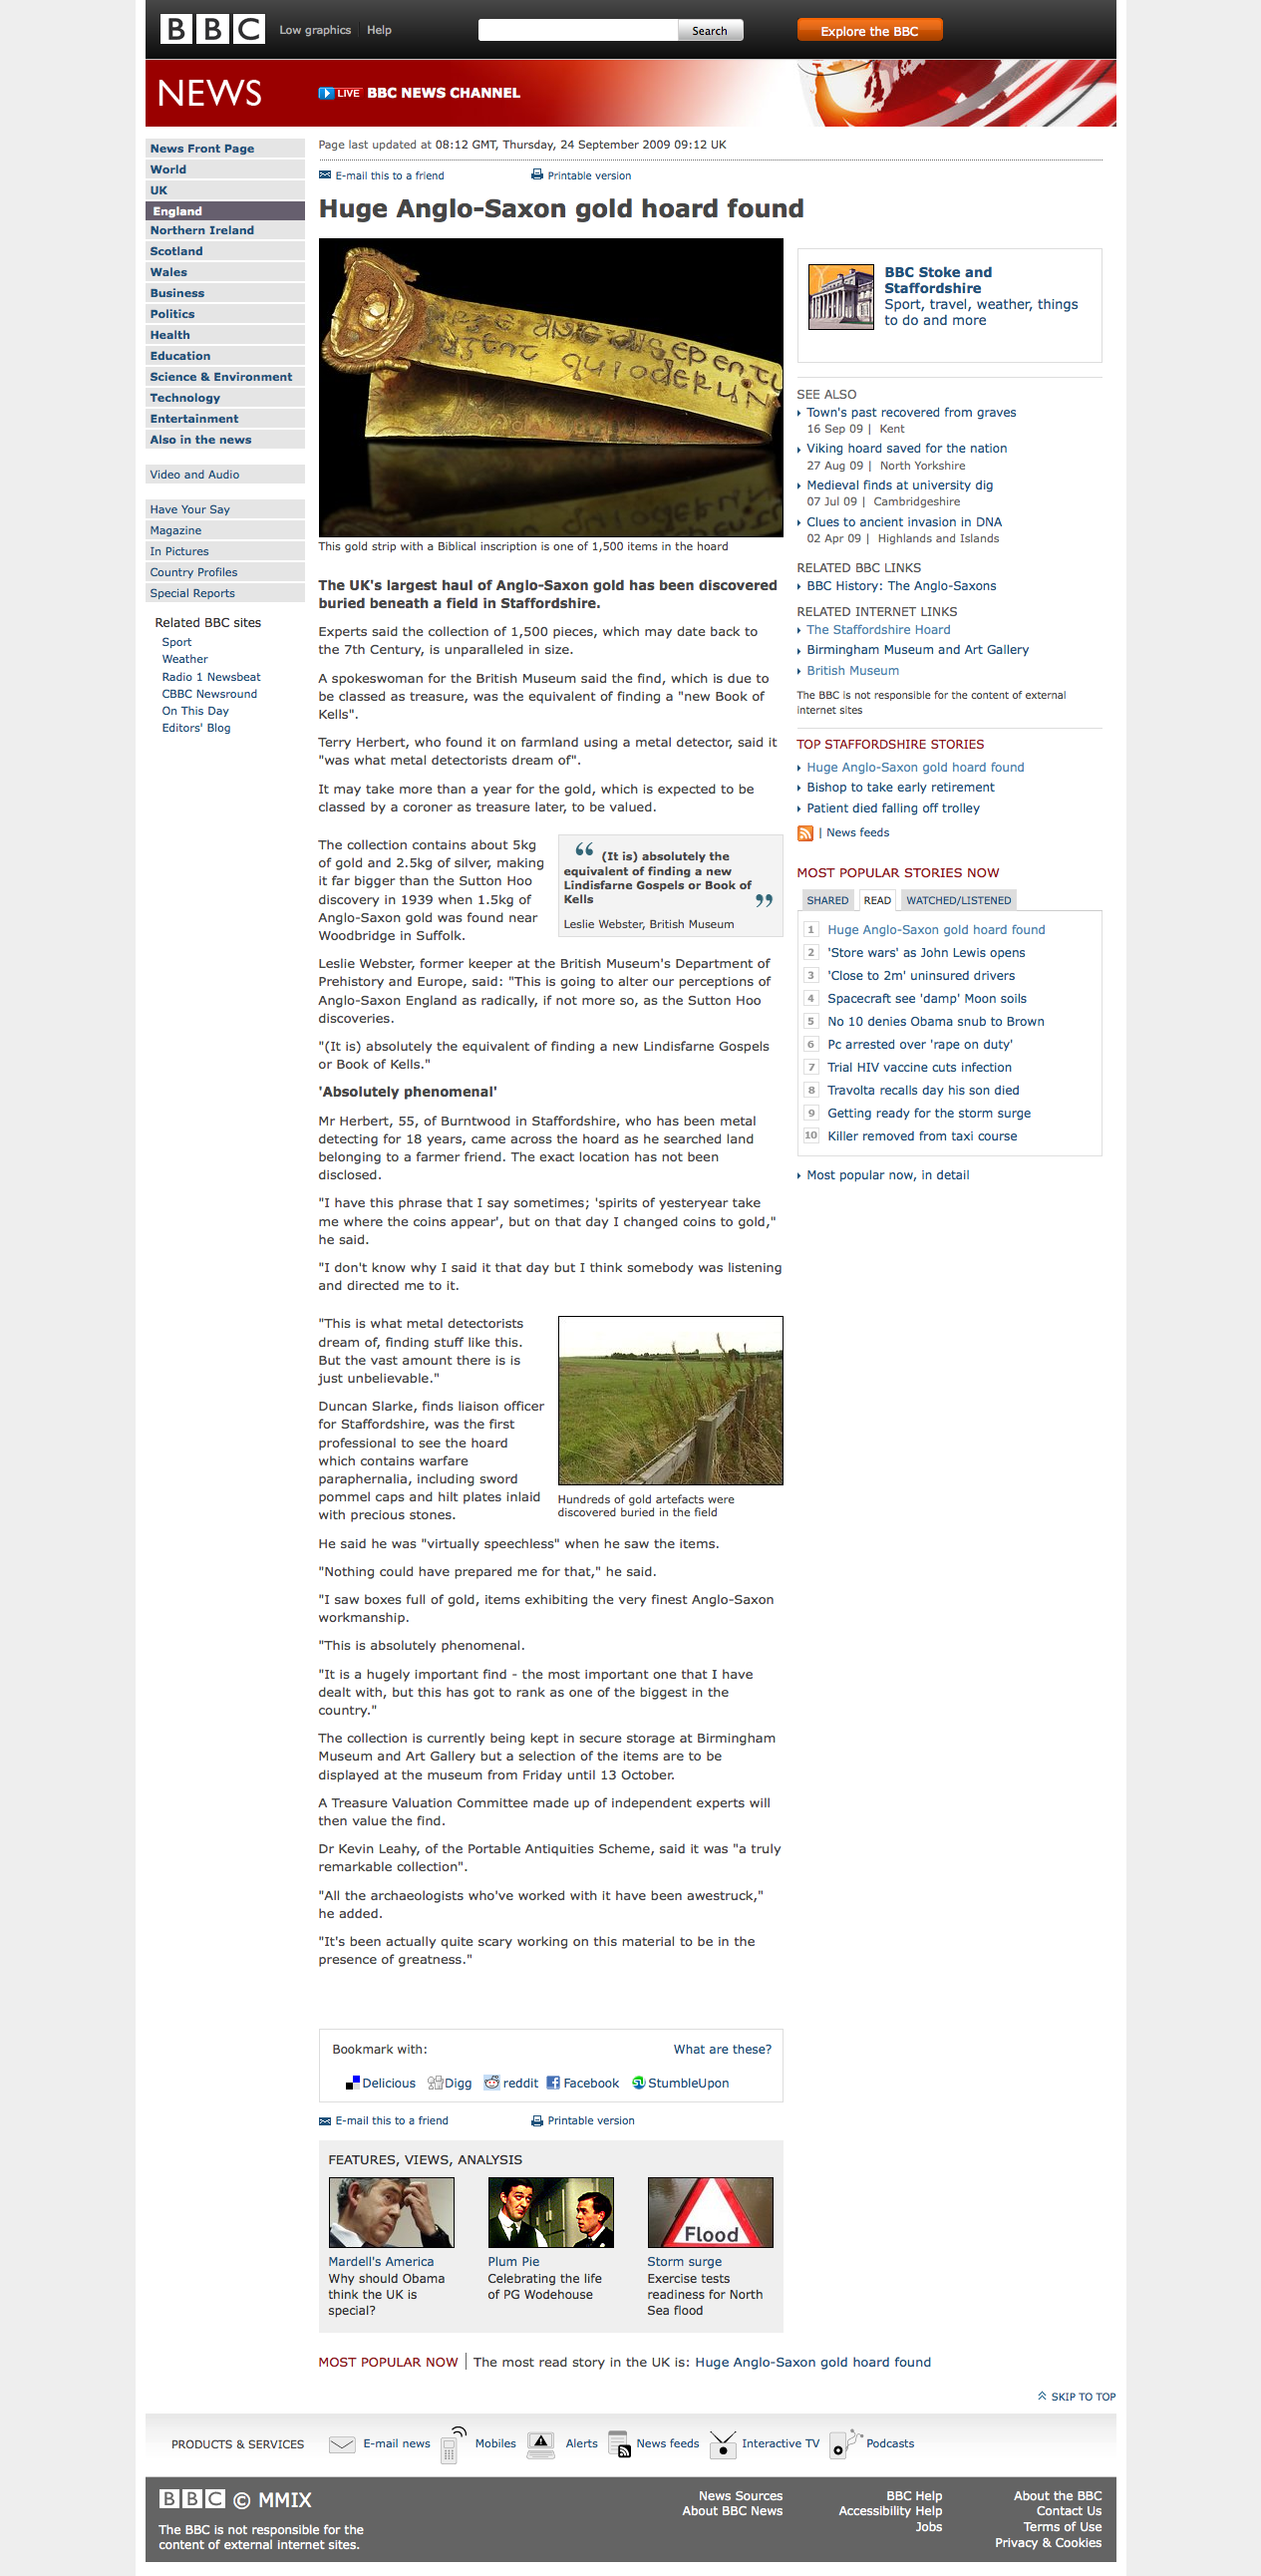 BBC
Low graphics
Help
Search
Explore the BBC
NEWS
LIVE BBC NEWS CHANNEL
News Front Page
World
UK
England
Northern Ireland
Scotland
Wales
Business
Politics
Health
Education
Science & Environment
Technology
Entertainment
Also in the news
Video and Audio
Have Your Say
Magazine
In Pictures
Country Profiles
Special Reports
Related BBC sites
Sport
Weather
Radio 1 Newsbeat
CBBC Newsround
On This Day
Editors' Blog
Page last updated at 08:12 GMT, Thursday, 24 September 2009 09:12 UK
E-mail this to a friend
Printable version
Huge Anglo-Saxon gold hoard found
This gold strip with a Biblical inscription is one of 1,500 items in the hoard
The UK's largest haul of Anglo-Saxon gold has been discovered
buried beneath a field in Staffordshire.
Experts said the collection of 1,500 pieces, which may date back to
the 7th Century, is unparalleled in size.
A spokeswoman for the British Museum said the find, which is due to
be classed as treasure, was the equivalent of finding a "new Book of
Kells".
Terry Herbert, who found it on farmland using a metal detector, said it
"was what metal detectorists dream of".
It may take more than a year for the gold, which is expected to be
classed by a coroner as treasure later, to be valued.
The collection contains about 5kg
of gold and 2.5kg of silver, making
it far bigger than the Sutton Hoo
discovery in 1939 when 1.5kg of
Anglo-Saxon gold was found near
Woodbridge in Suffolk.
“ (It is) absolutely the
equivalent of finding a new
Lindisfarne Gospels or Book of
Kells ”
Leslie Webster, British Museum
Leslie Webster, former keeper at the British Museum's Department of
Prehistory and Europe, said: "This is going to alter our perceptions of
Anglo-Saxon England as radically, if not more so, as the Sutton Hoo
discoveries.
"(It is) absolutely the equivalent of finding a new Lindisfarne Gospels
or Book of Kells."
'Absolutely phenomenal'
Mr Herbert, 55, of Burntwood in Staffordshire, who has been metal
detecting for 18 years, came across the hoard as he searched land
belonging to a farmer friend. The exact location has not been
disclosed.
"I have this phrase that I say sometimes; 'spirits of yesteryear take
me where the coins appear', but on that day I changed coins to gold,"
he said.
"I don't know why I said it that day but I think somebody was listening
and directed me to it.
"This is what metal detectorists
dream of, finding stuff like this.
But the vast amount there is is
just unbelievable."
Duncan Slarke, finds liaison officer
for Staffordshire, was the first
professional to see the hoard
which contains warfare
paraphernalia, including sword
pommel caps and hilt plates inlaid
with precious stones.
Hundreds of gold artefacts were
discovered buried in the field
He said he was "virtually speechless" when he saw the items.
"Nothing could have prepared me for that," he said.
"I saw boxes full of gold, items exhibiting the very finest Anglo-Saxon
workmanship.
"This is absolutely phenomenal.
"It is a hugely important find - the most important one that I have
dealt with, but this has got to rank as one of the biggest in the
country."
The collection is currently being kept in secure storage at Birmingham
Museum and Art Gallery but a selection of the items are to be
displayed at the museum from Friday until 13 October.
A Treasure Valuation Committee made up of independent experts will
then value the find.
Dr Kevin Leahy, of the Portable Antiquities Scheme, said it was "a truly
remarkable collection".
"All the archaeologists who've worked with it have been awestruck,"
he added.
"It's been actually quite scary working on this material to be in the
presence of greatness."
BBC Stoke and
Staffordshire
Sport, travel, weather, things
to do and more
SEE ALSO
Town's past recovered from graves
16 Sep 09 | Kent
Viking hoard saved for the nation
27 Aug 09 | North Yorkshire
Medieval finds at university dig
07 Jul 09 | Cambridgeshire
Clues to ancient invasion in DNA
02 Apr 09 | Highlands and Islands
RELATED BBC LINKS
BBC History: The Anglo-Saxons
RELATED INTERNET LINKS
The Staffordshire Hoard
Birmingham Museum and Art Gallery
British Museum
The BBC is not responsible for the content of external
internet sites
TOP STAFFORDSHIRE STORIES
Huge Anglo-Saxon gold hoard found
Bishop to take early retirement
Patient died falling off trolley
| News feeds
MOST POPULAR STORIES NOW
SHARED READ WATCHED/LISTENED
1 Huge Anglo-Saxon gold hoard found
2 'Store wars' as John Lewis opens
3 'Close to 2m' uninsured drivers
4 Spacecraft see 'damp' Moon soils
5 No 10 denies Obama snub to Brown
6 Pc arrested over 'rape on duty'
7 Trial HIV vaccine cuts infection
8 Travolta recalls day his son died
9 Getting ready for the storm surge
10 Killer removed from taxi course
Most popular now, in detail
Bookmark with:
What are these?
Delicious Digg reddit Facebook StumbleUpon
E-mail this to a friend
Printable version
FEATURES, VIEWS, ANALYSIS
Mardell's America
Why should Obama
think the UK is
special?
Plum Pie
Celebrating the life
of PG Wodehouse
Flood
Storm surge
Exercise tests
readiness for North
Sea flood
MOST POPULAR NOW | The most read story in the UK is: Huge Anglo-Saxon gold hoard found
SKIP TO TOP
PRODUCTS & SERVICES
E-mail news
Mobiles
Alerts
News feeds
Interactive TV
Podcasts
BBC © MMIX
The BBC is not responsible for the
content of external internet sites.
News Sources
About BBC News
BBC Help
Accessibility Help
Jobs
About the BBC
Contact Us
Terms of Use
Privacy & Cookies